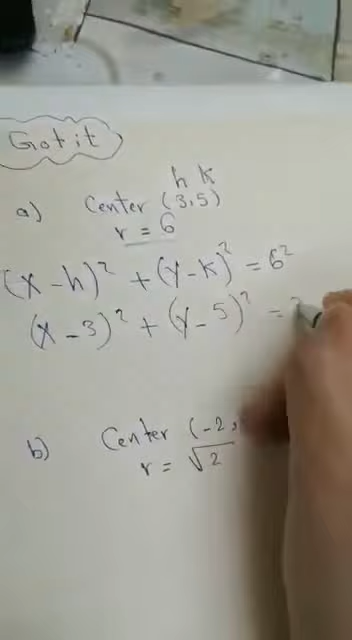 Got it
h k
a) Center (3,5)
r = 6
(x - h)² + (y - k)² = 6²
(x - 3)² + (y - 5)² =
b) Center (-2,
r = √2